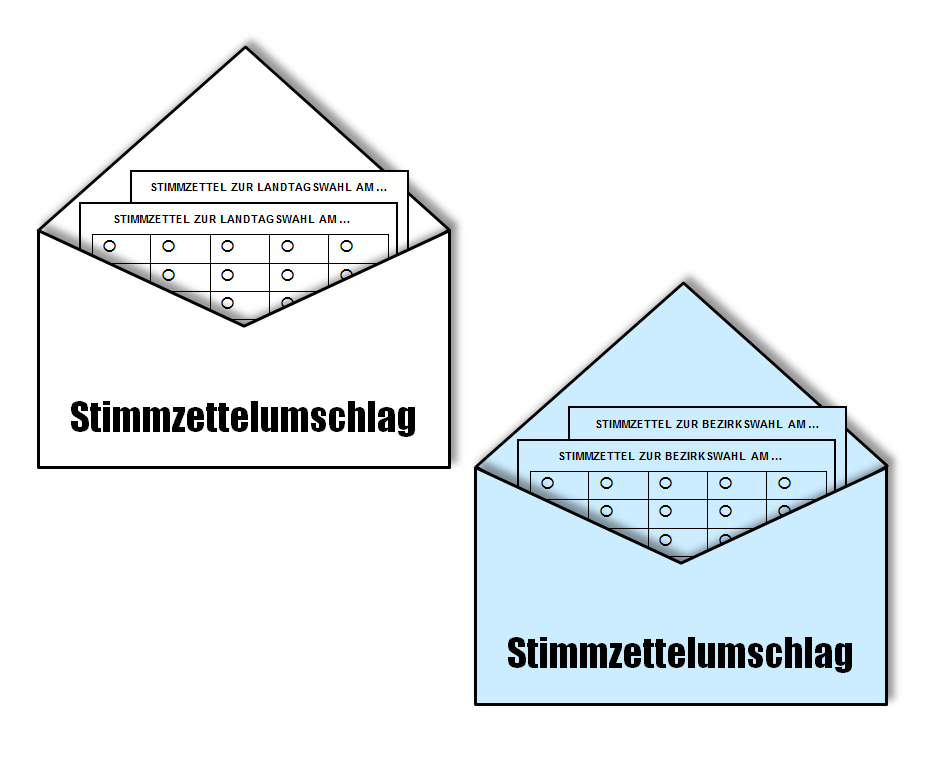 STIMMZETTEL ZUR LANDTAGSWAHL AM ...
STIMMZETTEL ZUR LANDTAGSWAHL AM ...
Stimmzettelumschlag
STIMMZETTEL ZUR BEZIRKSWAHL AM ...
STIMMZETTEL ZUR BEZIRKSWAHL AM ...
Stimmzettelumschlag